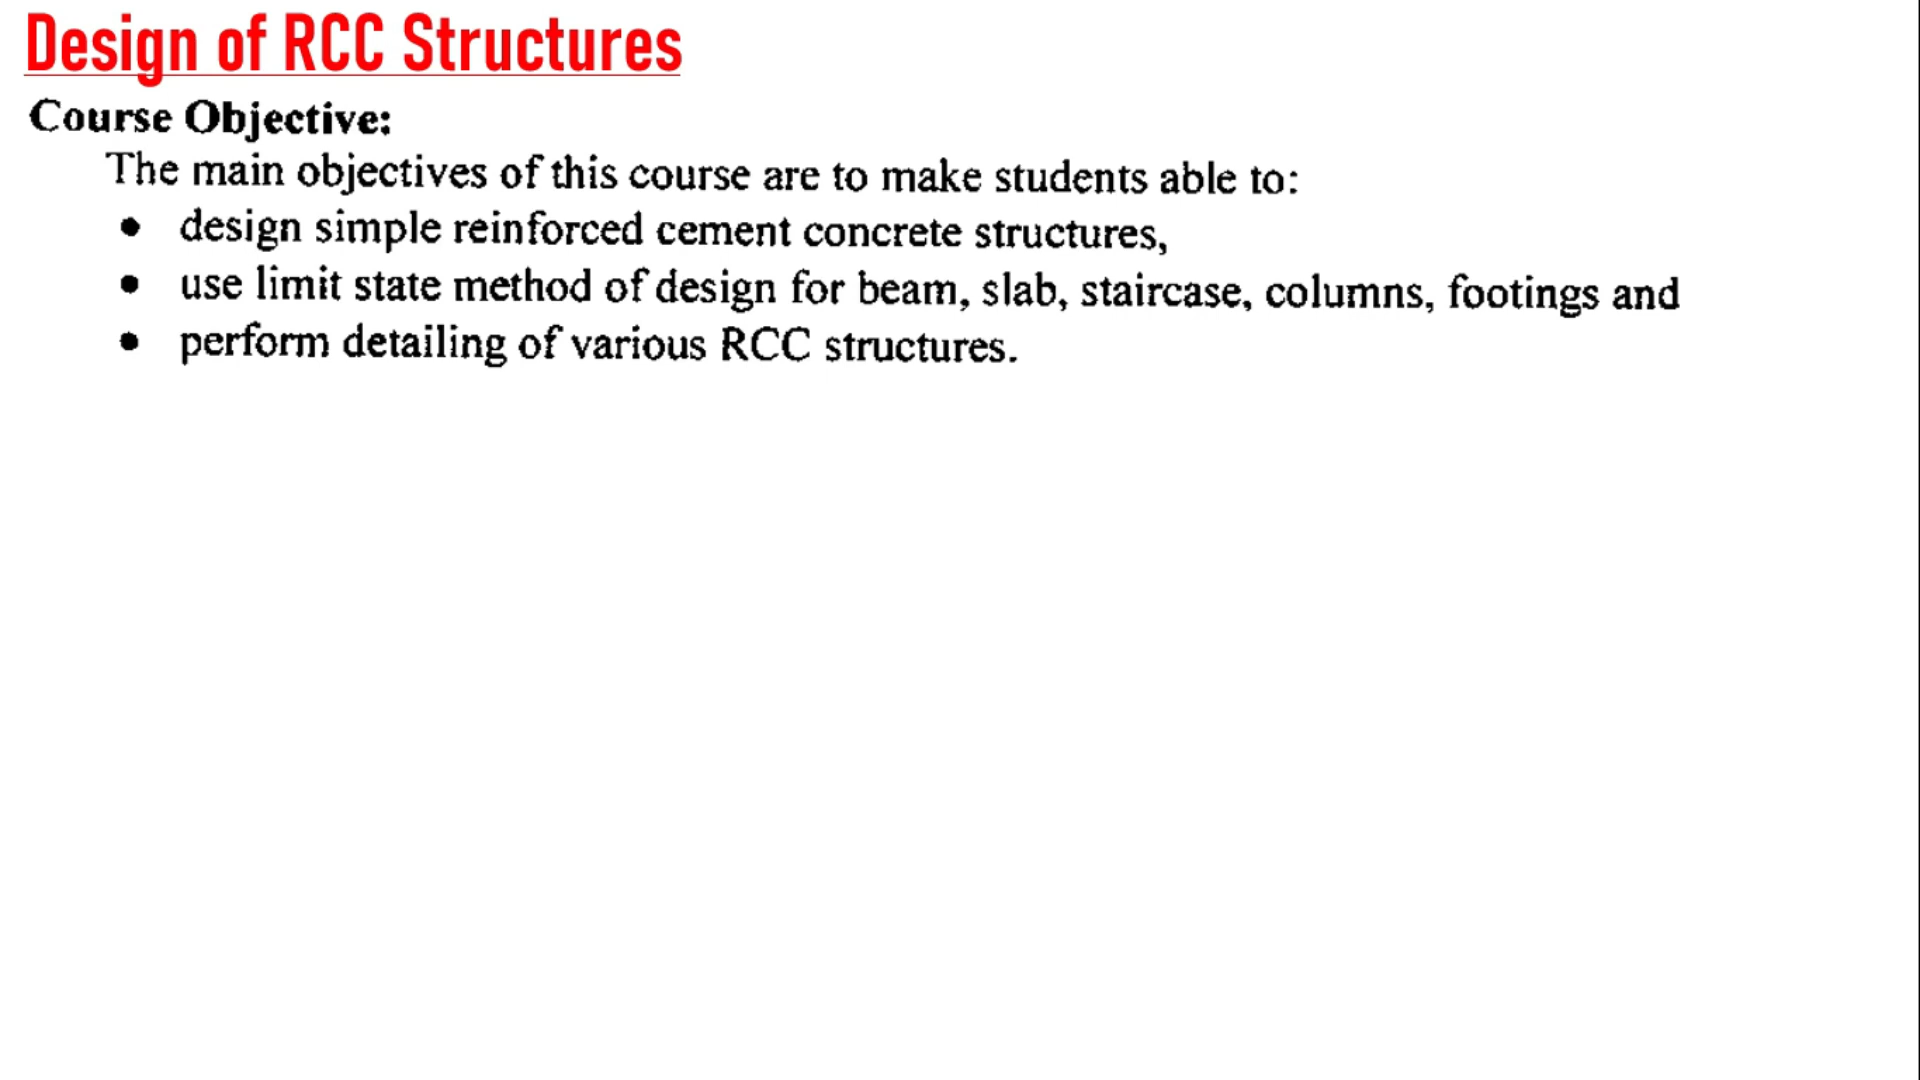 Design of RCC Structures
Course Objective:
The main objectives of this course are to make students able to:
• design simple reinforced cement concrete structures,
• use limit state method of design for beam, slab, staircase, columns, footings and
• perform detailing of various RCC structures.